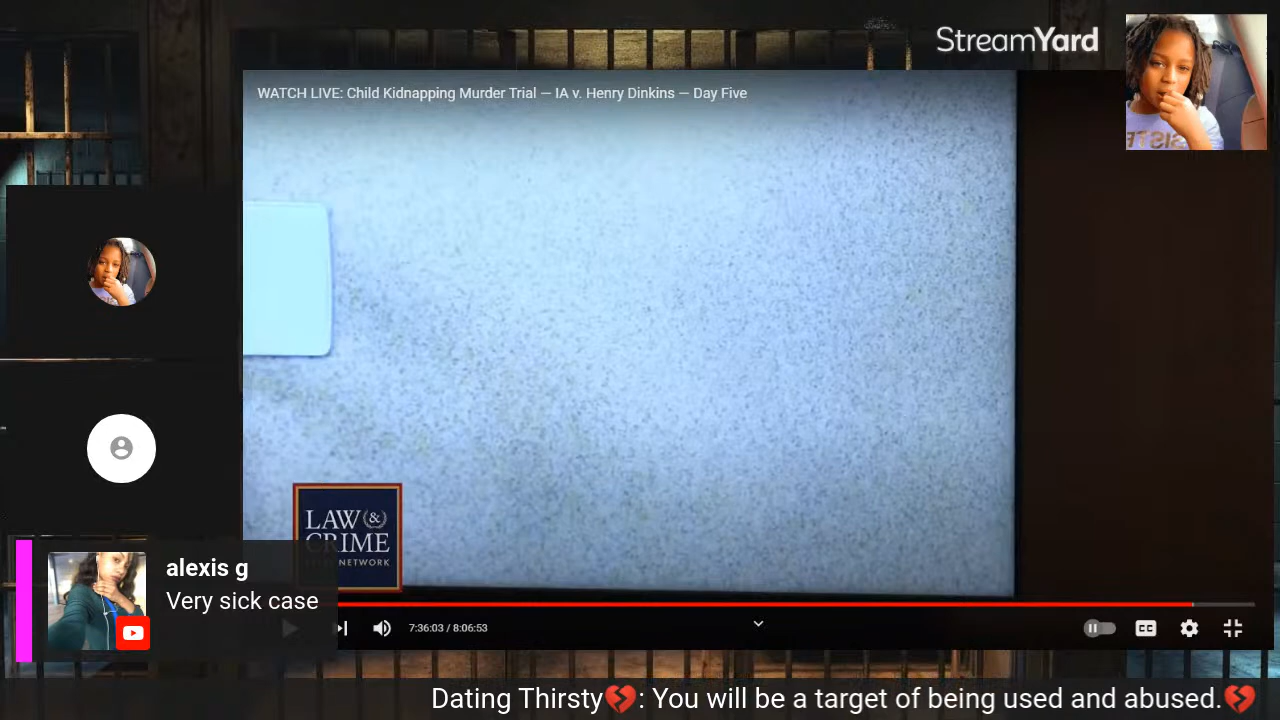 StreamYard
WATCH LIVE: Child Kidnapping Murder Trial — IA v. Henry Dinkins — Day Five
LAW &
CRIME
NETWORK
alexis g
Very sick case
7:36:03 / 8:06:53
CC
Dating Thirsty💔: You will be a target of being used and abused.💔